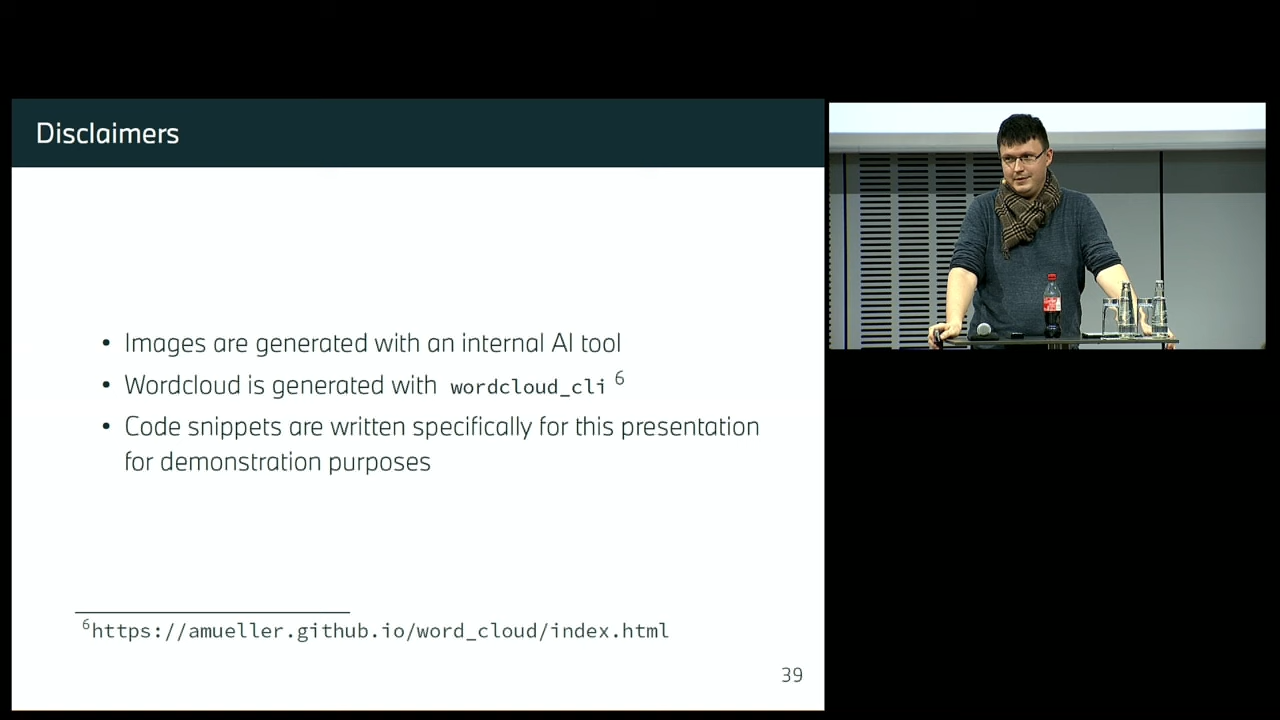 Disclaimers
• Images are generated with an internal AI tool
• Wordcloud is generated with wordcloud_cli 6
• Code snippets are written specifically for this presentation
for demonstration purposes
6https://amueller.github.io/word_cloud/index.html
39